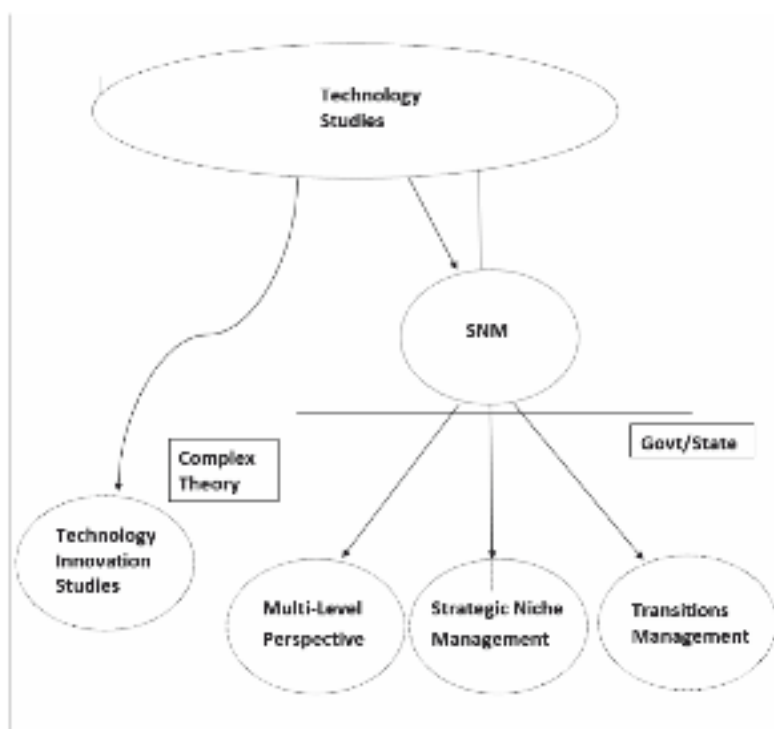 Technology
Studies
SNM
Govt/State
Complex
Theory
Technology
Innovation
Studies
Multi-Level
Perspective
Strategic Niche
Management
Transitions
Management